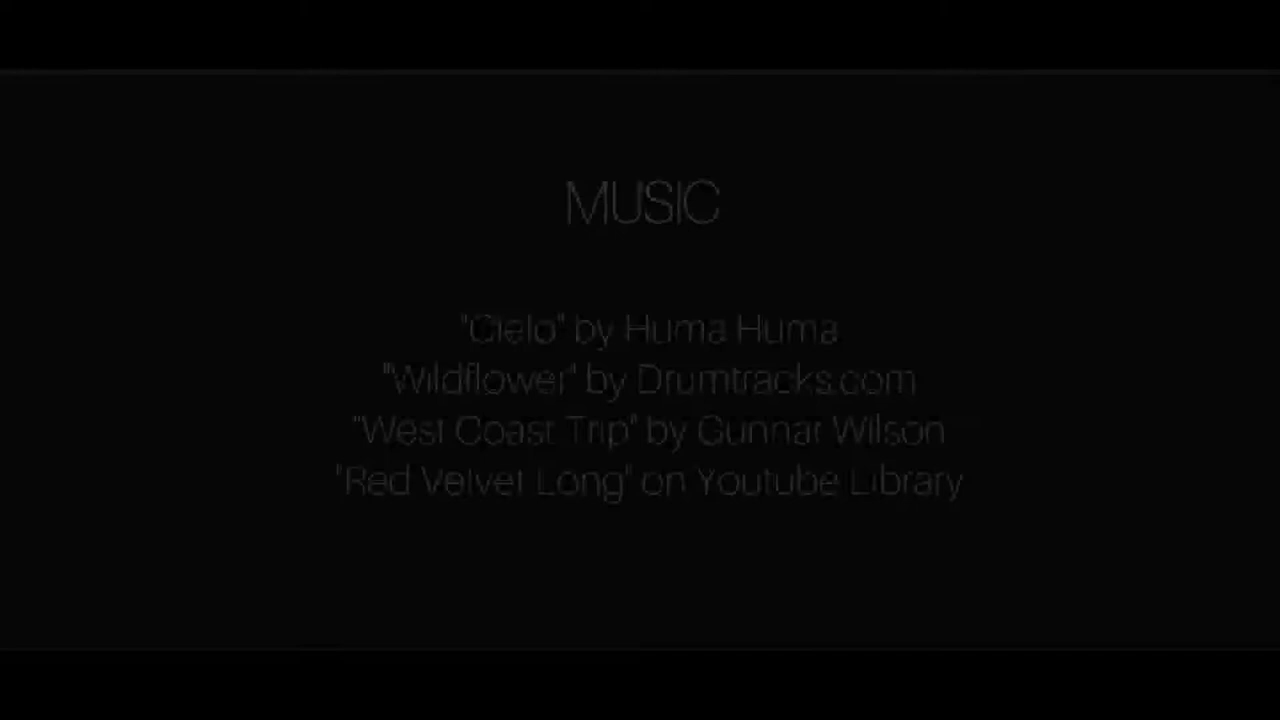 MUSIC
"Cielo" by Huma Huma
"Wildflower" by Drumtracks.com
"West Coast Trip" by Gunnar Wilson
"Red Velvet Long" on Youtube Library